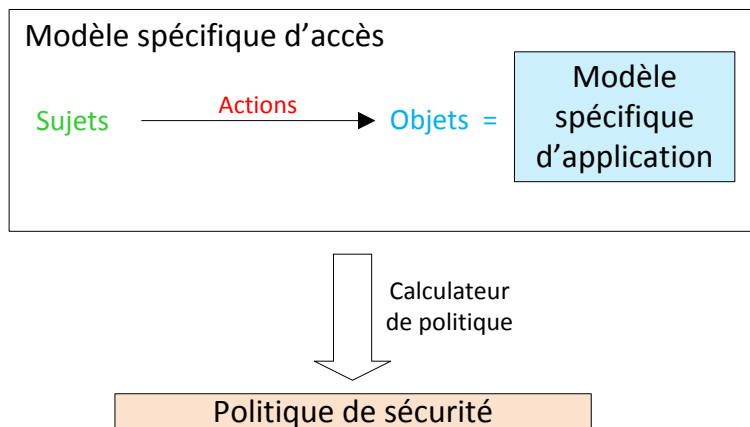 Modèle spécifique d'accès
Sujets
Actions
Objets =
Modèle
spécifique
d'application
Calculateur
de politique
Politique de sécurité